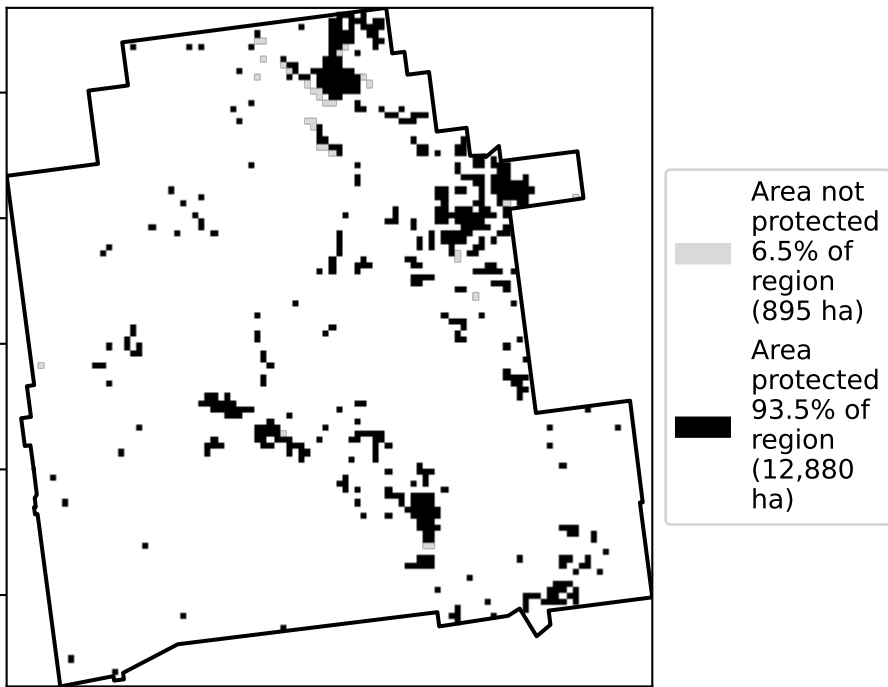 Area not
protected
6.5% of
region
(895 ha)
Area
protected
93.5% of
region
(12,880
ha)